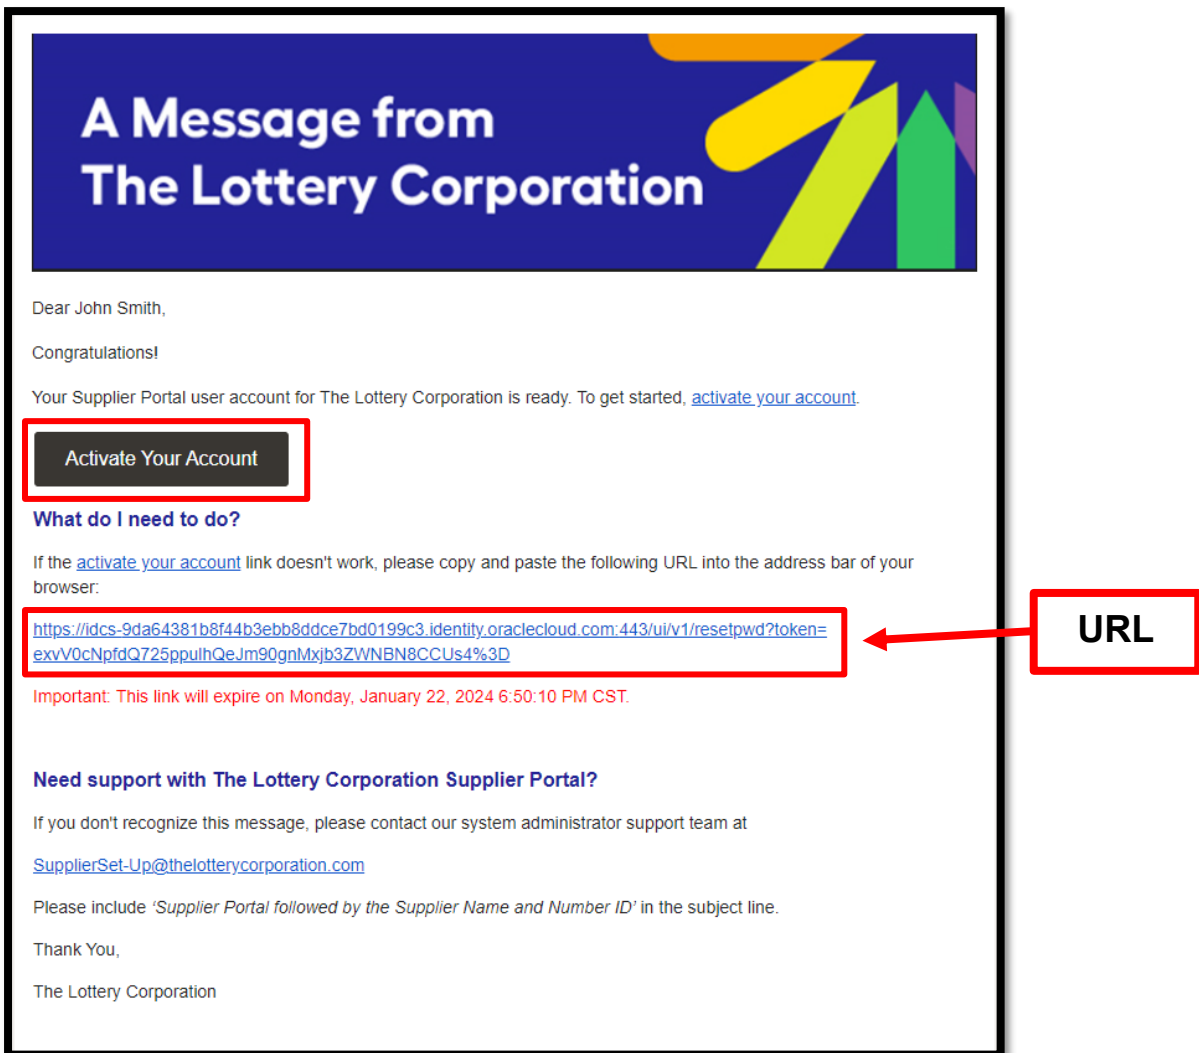 A Message from
The Lottery Corporation
Dear John Smith,
Congratulations!
Your Supplier Portal user account for The Lottery Corporation is ready. To get started, activate your account.
Activate Your Account
What do I need to do?
If the activate your account link doesn't work, please copy and paste the following URL into the address bar of your
browser:
https://idcs-9da64381b8f44b3ebb8ddce7bd0199c3.identity.oraclecloud.com:443/ui/v1/resetpwd?token=
exvV0cNpfdQ725ppulhQeJm90gnMxjb3ZWNBN8CCUs4%3D
URL
Important: This link will expire on Monday, January 22, 2024 6:50:10 PM CST.
Need support with The Lottery Corporation Supplier Portal?
If you don't recognize this message, please contact our system administrator support team at
SupplierSet-Up@thelotterycorporation.com
Please include ‘Supplier Portal followed by the Supplier Name and Number ID’ in the subject line.
Thank You,
The Lottery Corporation